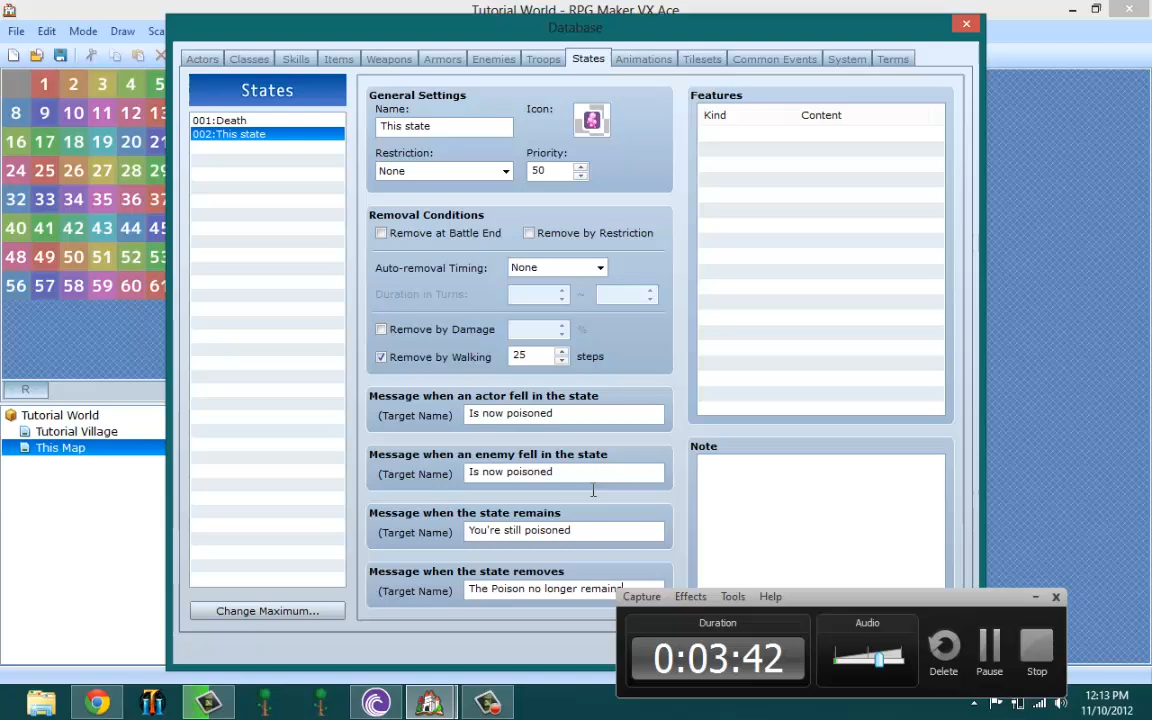 Tutorial World - RPG Maker VX Ace
Database
File Edit Mode Draw Sca
Actors Classes Skills Items Weapons Armors Enemies Troops States Animations Tilesets Common Events System Terms
1 2 3 4 5
8 9 10 11 12 13
16 17 18 19 20 21
24 25 26 27 28 29
32 33 34 35 36 37
40 41 42 43 44 45
48 49 50 51 52 53
56 57 58 59 60 61
R
Tutorial World
Tutorial Village
This Map
States
001:Death
002:This state
Change Maximum...
General Settings
Name: Icon:
This state
Restriction: Priority:
None 50
Removal Conditions
Remove at Battle End Remove by Restriction
Auto-removal Timing: None
Duration in Turns: ~
Remove by Damage %
Remove by Walking 25 steps
Message when an actor fell in the state
(Target Name) Is now poisoned
Message when an enemy fell in the state
(Target Name) Is now poisoned
Message when the state remains
(Target Name) You're still poisoned
Message when the state removes
(Target Name) The Poison no longer remains
Features
Kind Content
Note
Capture Effects Tools Help
Duration Audio
0:03:42
Delete Pause Stop
12:13 PM
11/10/2012